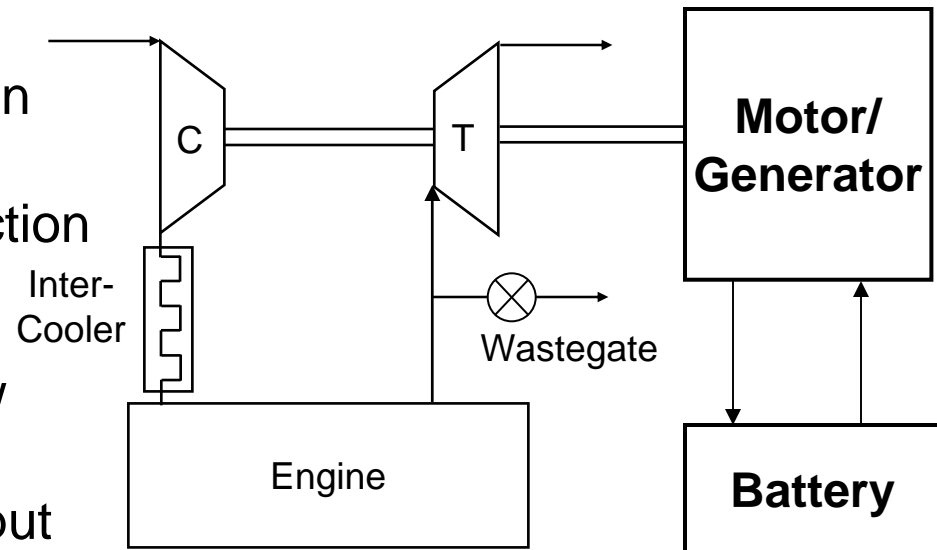 n
C
T
Motor/
Generator
ction
Inter-
Cooler
Wastegate
Engine
Battery
out